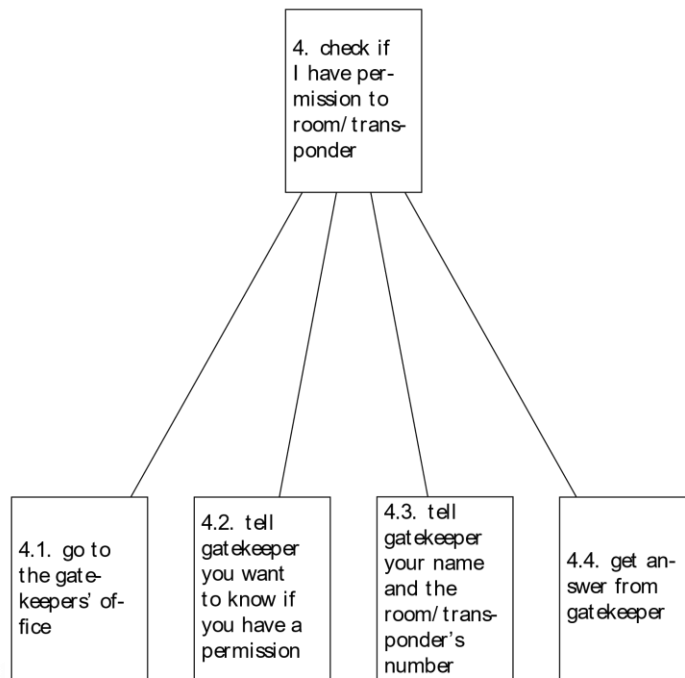 4. check if
I have per-
mission to
room/ trans-
ponder
4.1. go to
the gate-
keepers' of-
fice
4.2. tell
gatekeeper
you want
to know if
you have a
permission
4.3. tell
gatekeeper
your name
and the
room/ trans-
ponder's
number
4.4. get an-
swer from
gatekeeper